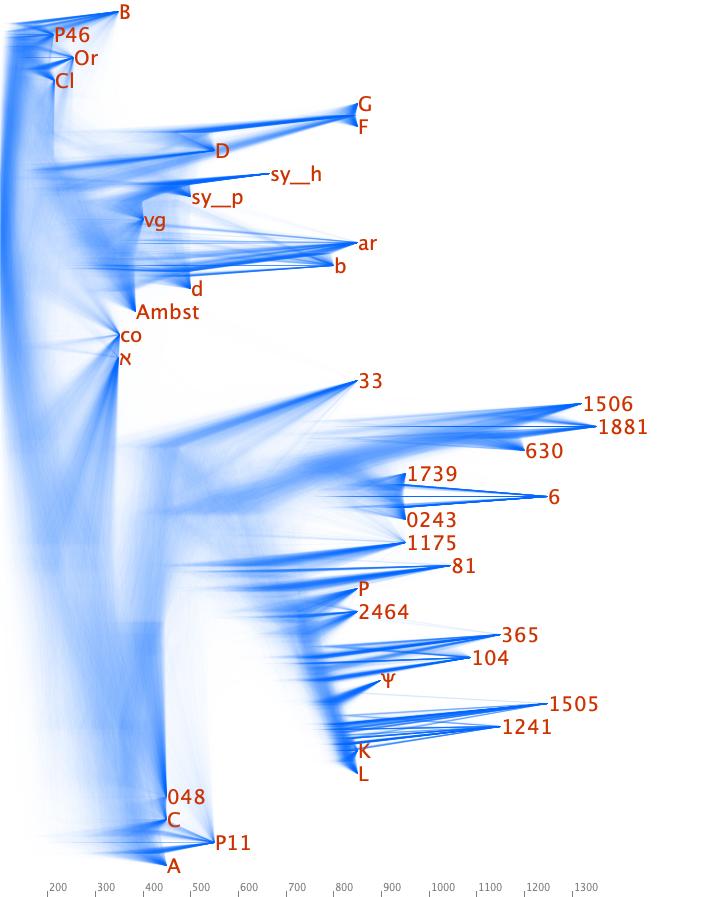 B
P46
Or
Cl
G
F
D
sy__h
sy__p
vg
ar
b
d
Ambst
co
א
33
1506
1881
630
1739
6
0243
1175
81
P
2464
365
104
Ψ
1505
1241
K
L
048
C
P11
A
200 300 400 500 600 700 800 900 1000 1100 1200 1300